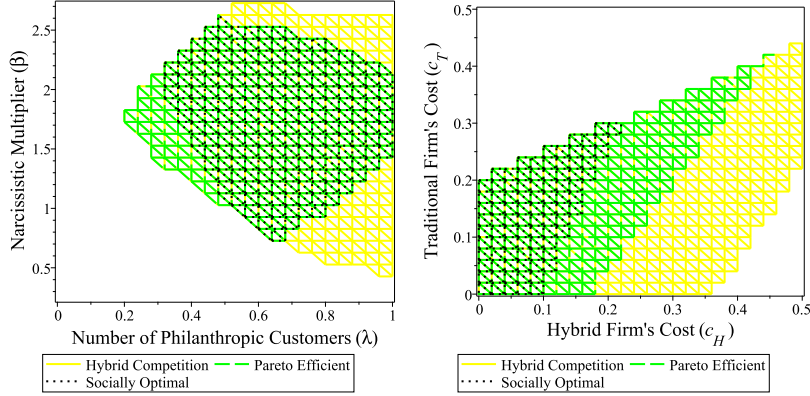 2.5
2
1.5
1
0.5
0
0.2
0.4
0.6
0.8
1
Narcissistic Multiplier (β)
Number of Philanthropic Customers (λ)
Hybrid Competition
Pareto Efficient
Socially Optimal
0.5
0.4
0.3
0.2
0.1
0
0
0.1
0.2
0.3
0.4
0.5
Traditional Firm's Cost (c_T)
Hybrid Firm's Cost (c_H)
Hybrid Competition
Pareto Efficient
Socially Optimal